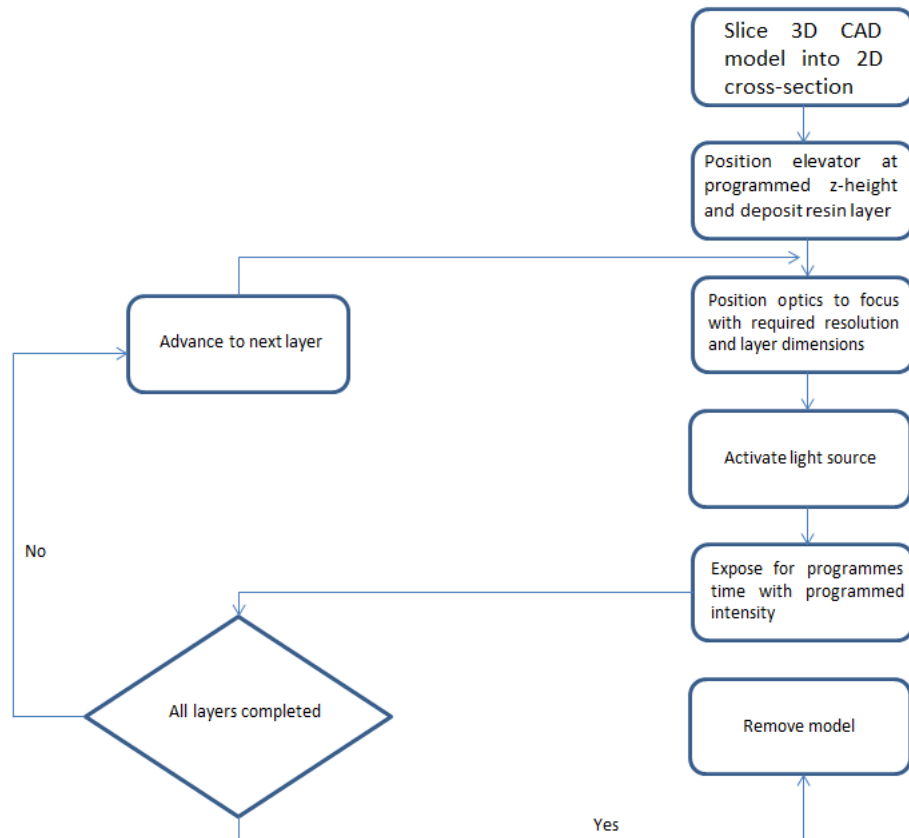 Slice 3D CAD
model into 2D
cross-section
Position elevator at
programmed z-height
and deposit resin layer
Position optics to focus
with required resolution
and layer dimensions
Advance to next layer
Activate light source
No
Expose for programmes
time with programmed
intensity
All layers completed
Remove model
Yes